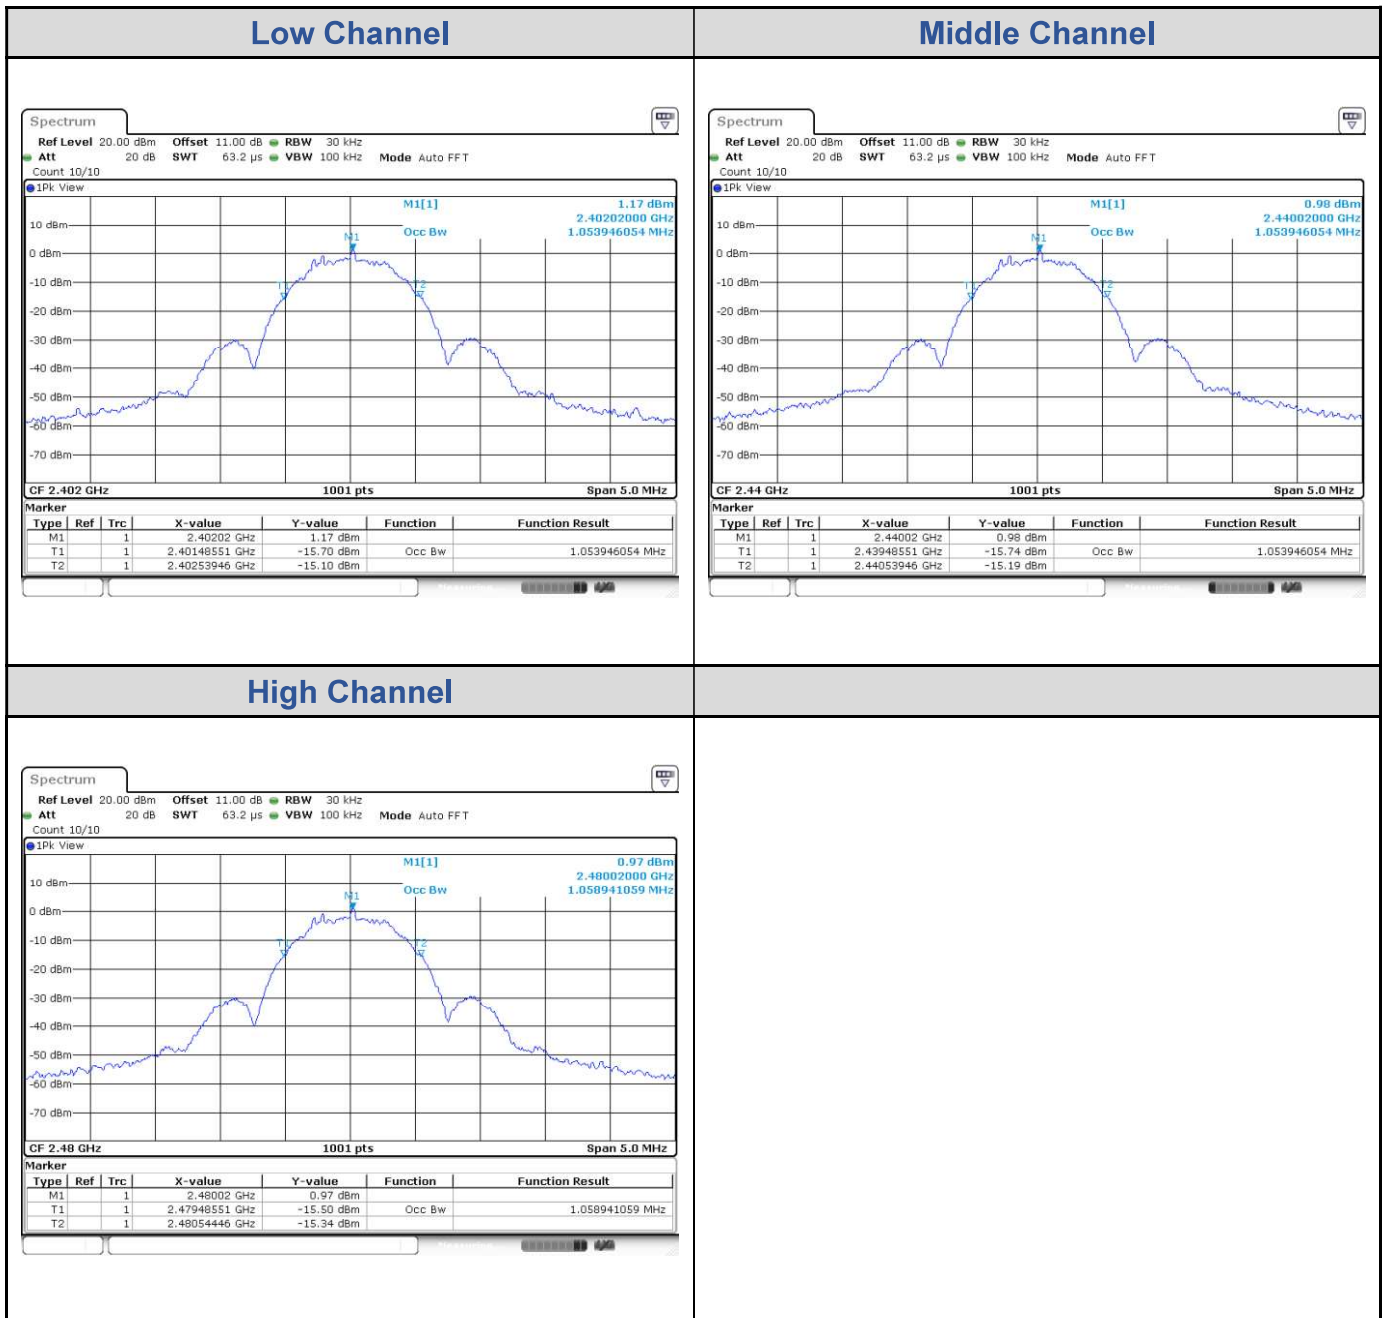 Low Channel
Spectrum
Ref Level 20.00 dBm Offset 11.00 dB RBW 30 kHz
Att 20 dB SWT 63.2 µs VBW 100 kHz Mode Auto FFT
Count 10/10
1Pk View
M1[1] 1.17 dBm
2.40202000 GHz
Occ Bw 1.053946054 MHz
10 dBm
M1
0 dBm
-10 dBm
T1 T2
-20 dBm
-30 dBm
-40 dBm
-50 dBm
-60 dBm
-70 dBm
CF 2.402 GHz 1001 pts Span 5.0 MHz
Marker
Type Ref Trc X-value Y-value Function Function Result
M1 1 2.40202 GHz 1.17 dBm
T1 1 2.40148551 GHz -15.70 dBm Occ Bw 1.053946054 MHz
T2 1 2.40253946 GHz -15.10 dBm
Middle Channel
Spectrum
Ref Level 20.00 dBm Offset 11.00 dB RBW 30 kHz
Att 20 dB SWT 63.2 µs VBW 100 kHz Mode Auto FFT
Count 10/10
1Pk View
M1[1] 0.98 dBm
2.44002000 GHz
Occ Bw 1.053946054 MHz
10 dBm
M1
0 dBm
-10 dBm
T1 T2
-20 dBm
-30 dBm
-40 dBm
-50 dBm
-60 dBm
-70 dBm
CF 2.44 GHz 1001 pts Span 5.0 MHz
Marker
Type Ref Trc X-value Y-value Function Function Result
M1 1 2.44002 GHz 0.98 dBm
T1 1 2.43948551 GHz -15.74 dBm Occ Bw 1.053946054 MHz
T2 1 2.44053946 GHz -15.19 dBm
High Channel
Spectrum
Ref Level 20.00 dBm Offset 11.00 dB RBW 30 kHz
Att 20 dB SWT 63.2 µs VBW 100 kHz Mode Auto FFT
Count 10/10
1Pk View
M1[1] 0.97 dBm
2.48002000 GHz
Occ Bw 1.058941059 MHz
10 dBm
M1
0 dBm
-10 dBm
T1 T2
-20 dBm
-30 dBm
-40 dBm
-50 dBm
-60 dBm
-70 dBm
CF 2.48 GHz 1001 pts Span 5.0 MHz
Marker
Type Ref Trc X-value Y-value Function Function Result
M1 1 2.48002 GHz 0.97 dBm
T1 1 2.47948551 GHz -15.50 dBm Occ Bw 1.058941059 MHz
T2 1 2.48054446 GHz -15.34 dBm